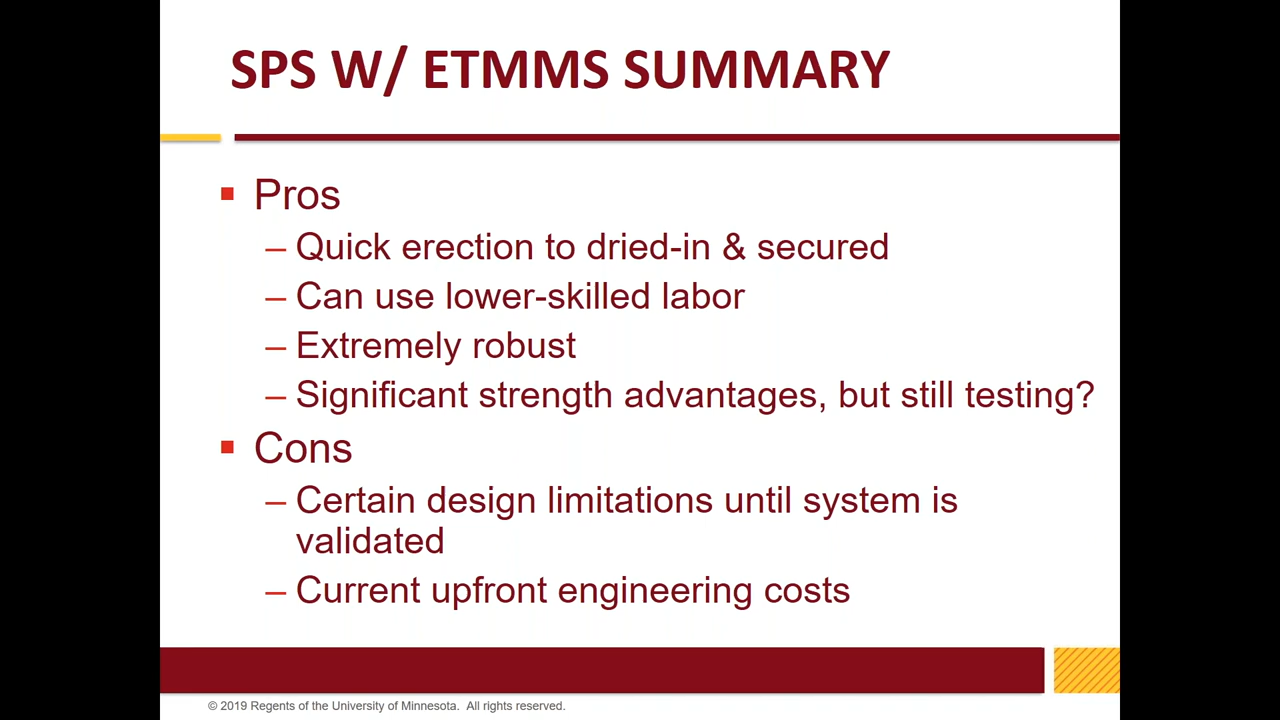 SPS W/ ETMMS SUMMARY
Pros
– Quick erection to dried-in & secured
– Can use lower-skilled labor
– Extremely robust
– Significant strength advantages, but still testing?
Cons
– Certain design limitations until system is
validated
– Current upfront engineering costs
© 2019 Regents of the University of Minnesota. All rights reserved.